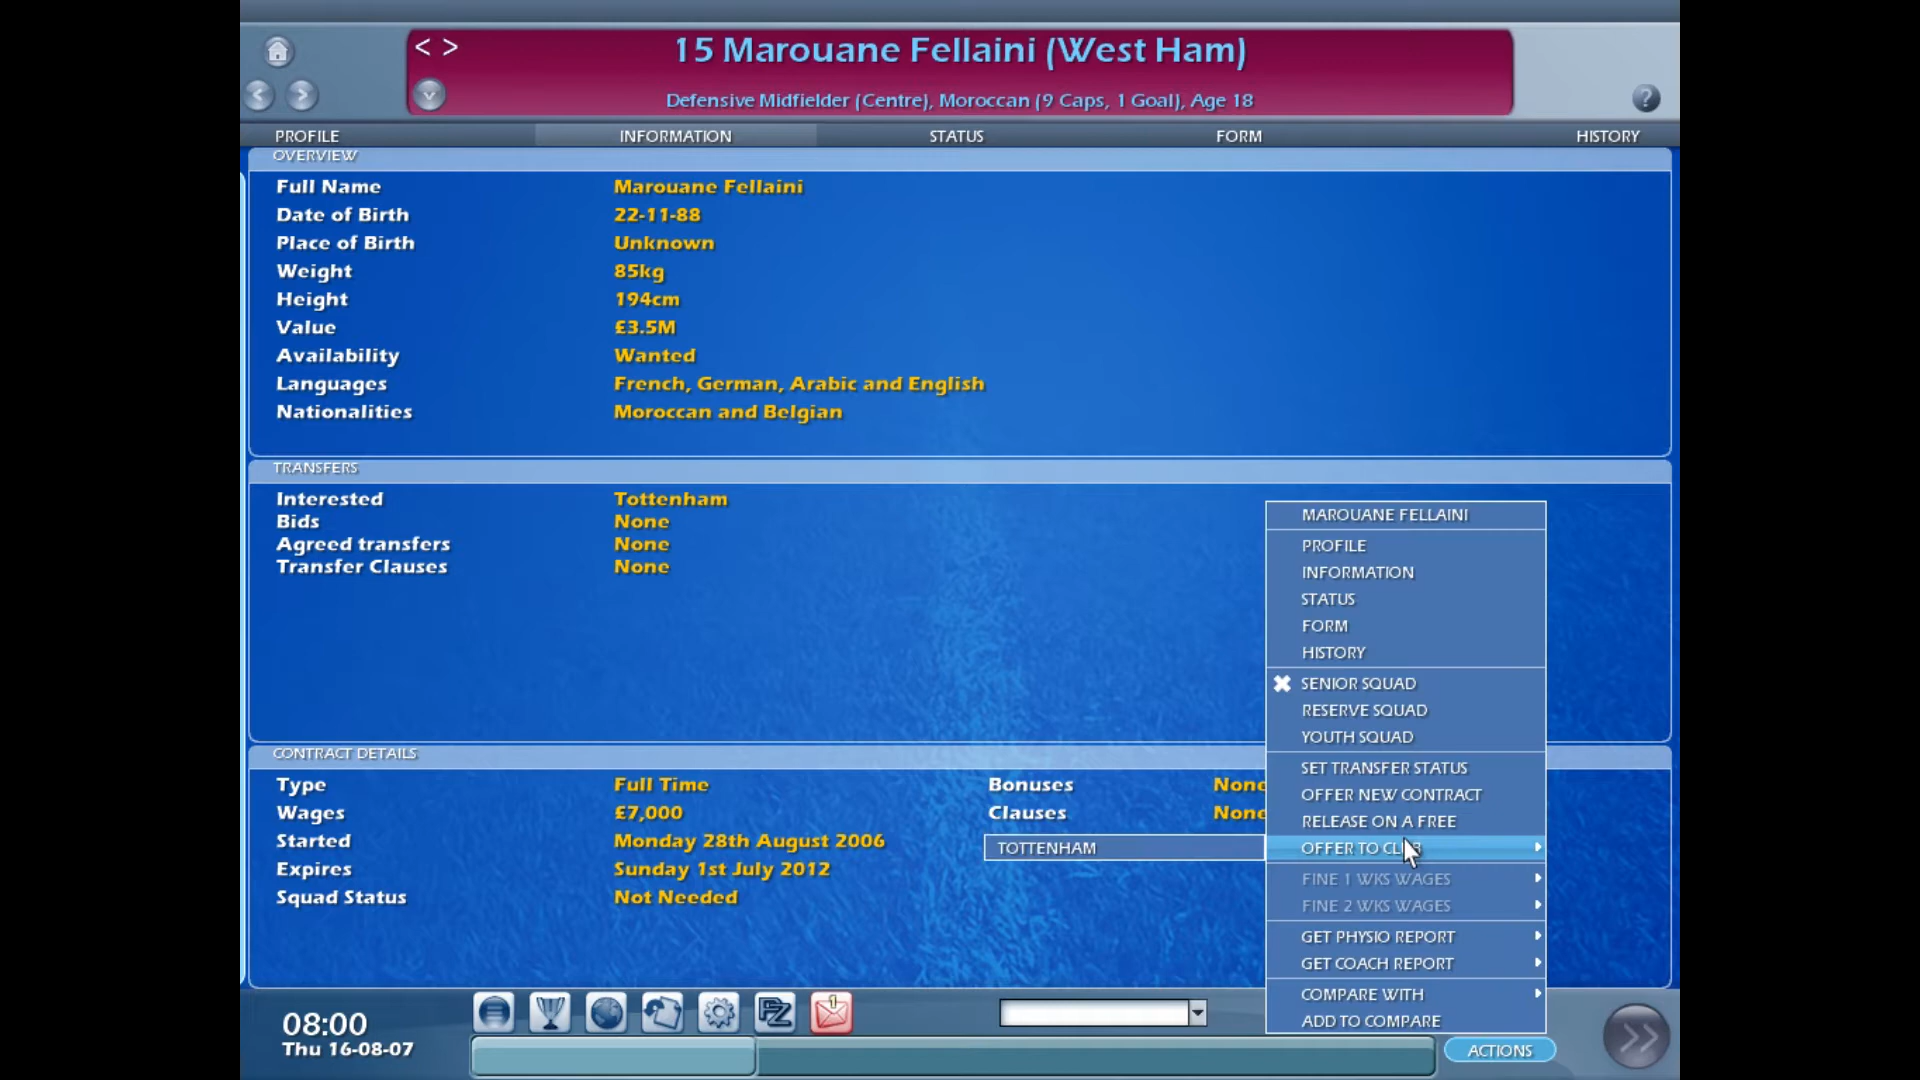 < >
15 Marouane Fellaini (West Ham)
Defensive Midfielder (Centre), Moroccan (9 Caps, 1 Goal), Age 18
?
PROFILE INFORMATION STATUS FORM HISTORY
OVERVIEW
Full Name Marouane Fellaini
Date of Birth 22-11-88
Place of Birth Unknown
Weight 85kg
Height 194cm
Value £3.5M
Availability Wanted
Languages French, German, Arabic and English
Nationalities Moroccan and Belgian
TRANSFERS
Interested Tottenham
Bids None
Agreed transfers None
Transfer Clauses None
CONTRACT DETAILS
Type Full Time Bonuses None
Wages £7,000 Clauses None
Started Monday 28th August 2006
Expires Sunday 1st July 2012
Squad Status Not Needed
TOTTENHAM
MAROUANE FELLAINI
PROFILE
INFORMATION
STATUS
FORM
HISTORY
SENIOR SQUAD
RESERVE SQUAD
YOUTH SQUAD
SET TRANSFER STATUS
OFFER NEW CONTRACT
RELEASE ON A FREE
OFFER TO CLUB
FINE 1 WKS WAGES
FINE 2 WKS WAGES
GET PHYSIO REPORT
GET COACH REPORT
COMPARE WITH
ADD TO COMPARE
08:00
Thu 16-08-07
PZ
1
ACTIONS